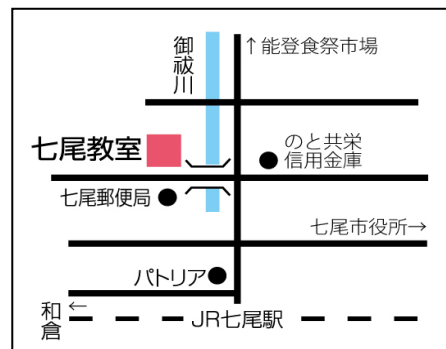 御祓川
↑能登食祭市場
七尾教室
のと共栄
信用金庫
七尾郵便局
七尾市役所→
パトリア
←
和倉
JR七尾駅